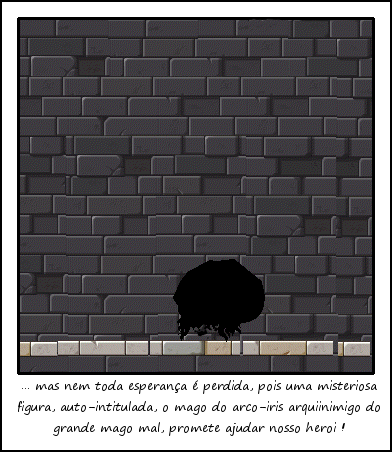 ... mas nem toda esperança é perdida, pois uma misteriosa
figura, auto-intitulada, o mago do arco-iris arquiinimigo do
grande mago mal, promete ajudar nosso heroi !